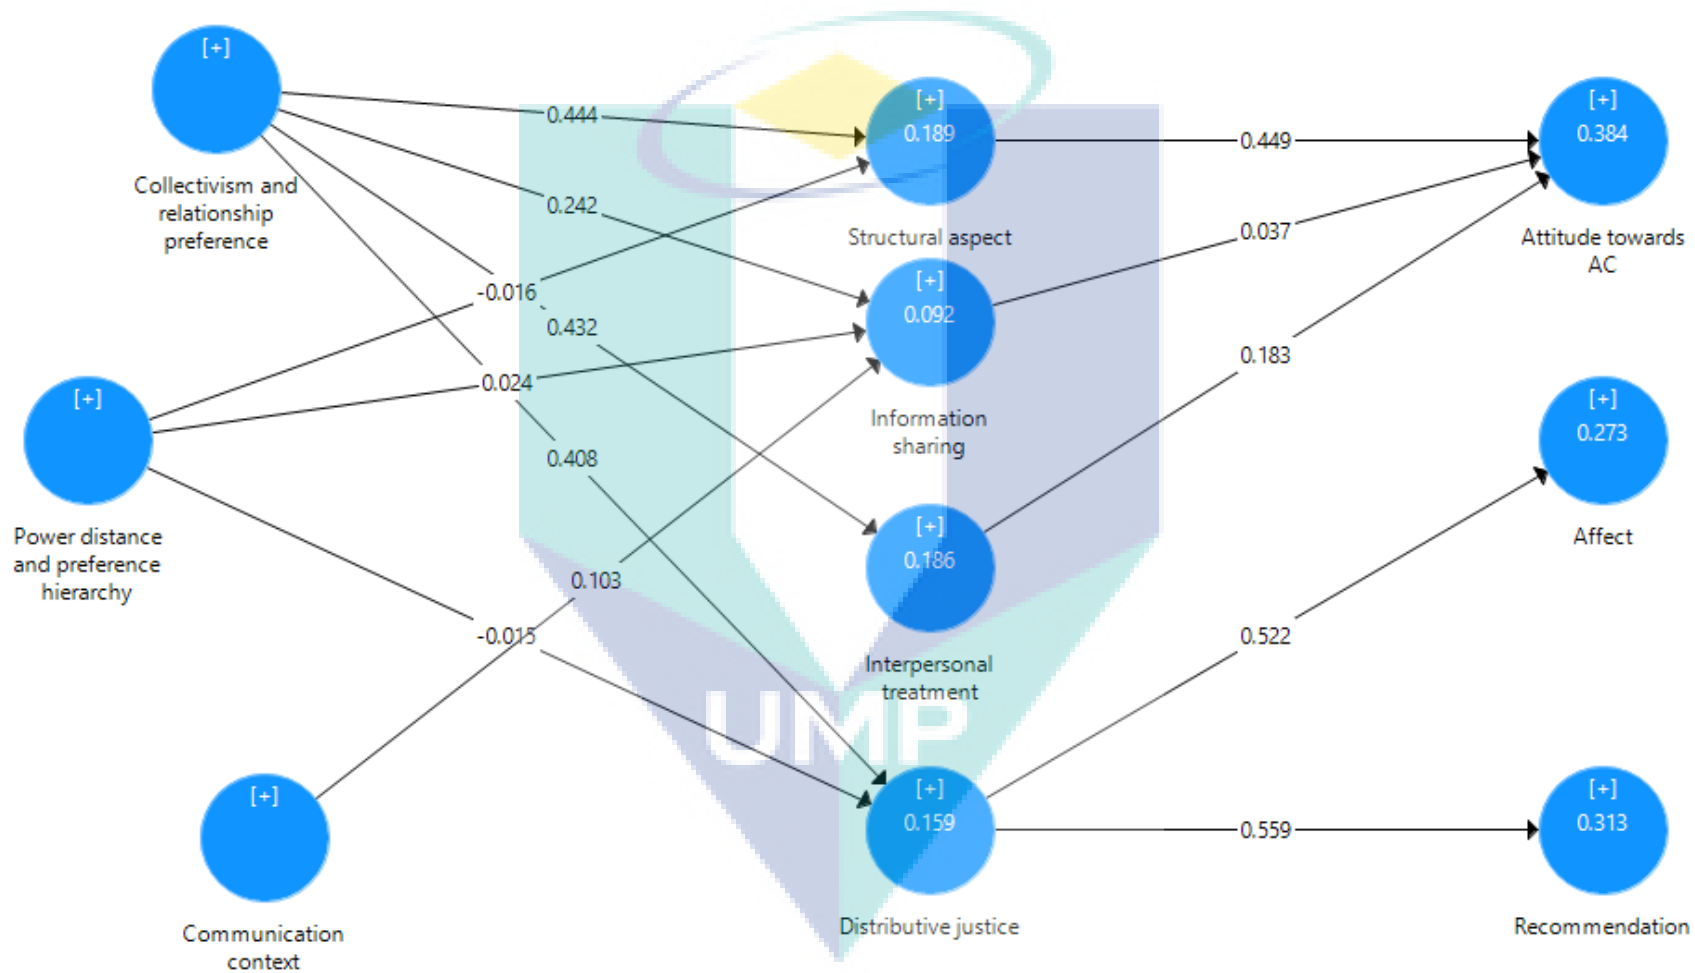 [+]
Collectivism and
relationship
preference
[+]
Power distance
and preference
hierarchy
[+]
Communication
context
0.444
0.242
-0.016
0.432
0.024
0.408
0.103
-0.015
[+]
0.189
Structural aspect
[+]
0.092
Information
sharing
[+]
0.186
Interpersonal
treatment
UMP
[+]
0.159
Distributive justice
0.449
0.037
0.183
0.522
0.559
[+]
0.384
Attitude towards
AC
[+]
0.273
Affect
[+]
0.313
Recommendation